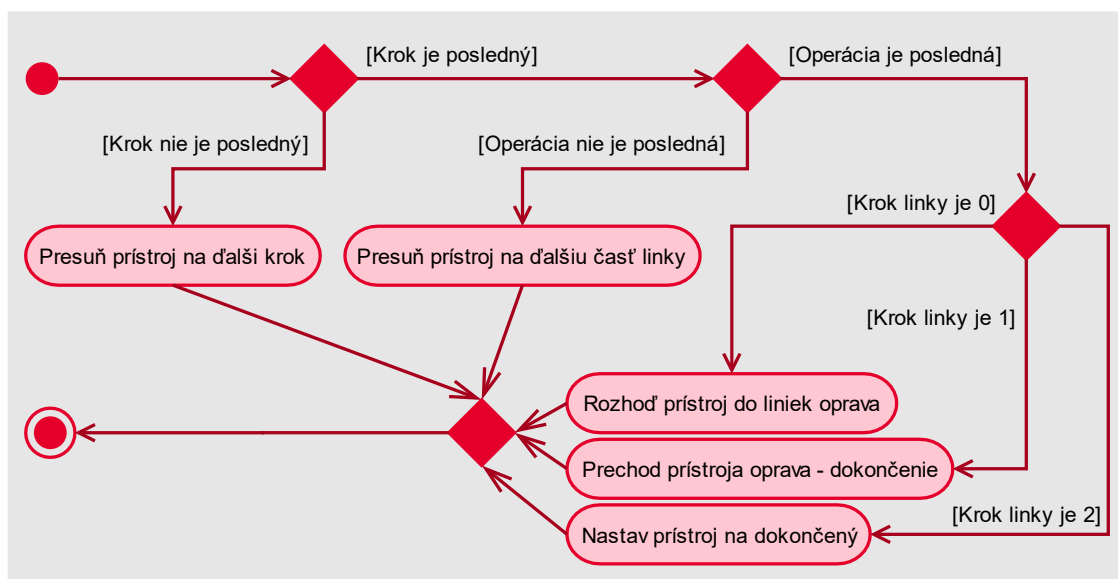 [Krok je posledný]
[Operácia je posledná]
[Krok nie je posledný]
[Operácia nie je posledná]
[Krok linky je 0]
Presuň prístroj na ďalši krok
Presuň prístroj na ďalšiu časť linky
[Krok linky je 1]
Rozhoď prístroj do liniek oprava
Prechod prístroja oprava - dokončenie
[Krok linky je 2]
Nastav prístroj na dokončený